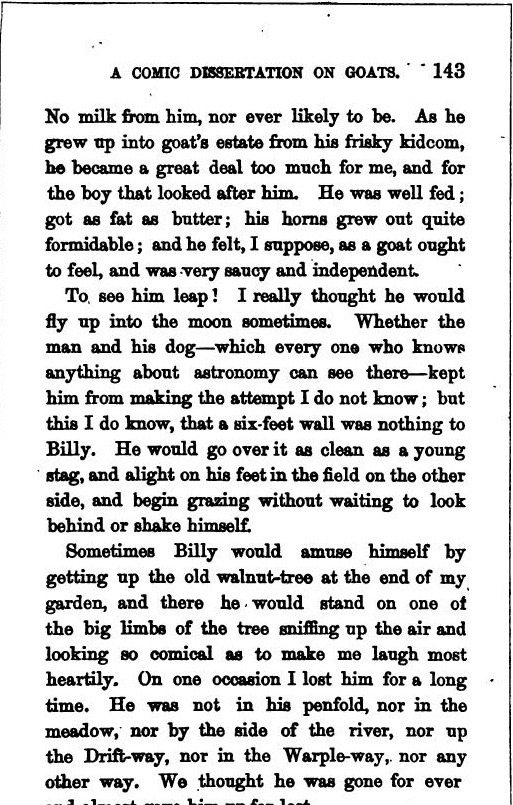 A COMIC DISSERTATION ON GOATS. 143
No milk from him, nor ever likely to be. As he
grew up into goat's estate from his frisky kidcom,
he became a great deal too much for me, and for
the boy that looked after him. He was well fed;
got as fat as butter; his horns grew out quite
formidable; and he felt, I suppose, as a goat ought
to feel, and was very saucy and independent.
To see him leap! I really thought he would
fly up into the moon sometimes. Whether the
man and his dog—which every one who knows
anything about astronomy can see there—kept
him from making the attempt I do not know; but
this I do know, that a six-feet wall was nothing to
Billy. He would go over it as clean as a young
stag, and alight on his feet in the field on the other
side, and begin grazing without waiting to look
behind or shake himself.
Sometimes Billy would amuse himself by
getting up the old walnut-tree at the end of my
garden, and there he would stand on one of
the big limbs of the tree sniffing up the air and
looking so comical as to make me laugh most
heartily. On one occasion I lost him for a long
time. He was not in his penfold, nor in the
meadow, nor by the side of the river, nor up
the Drift-way, nor in the Warple-way, nor any
other way. We thought he was gone for ever